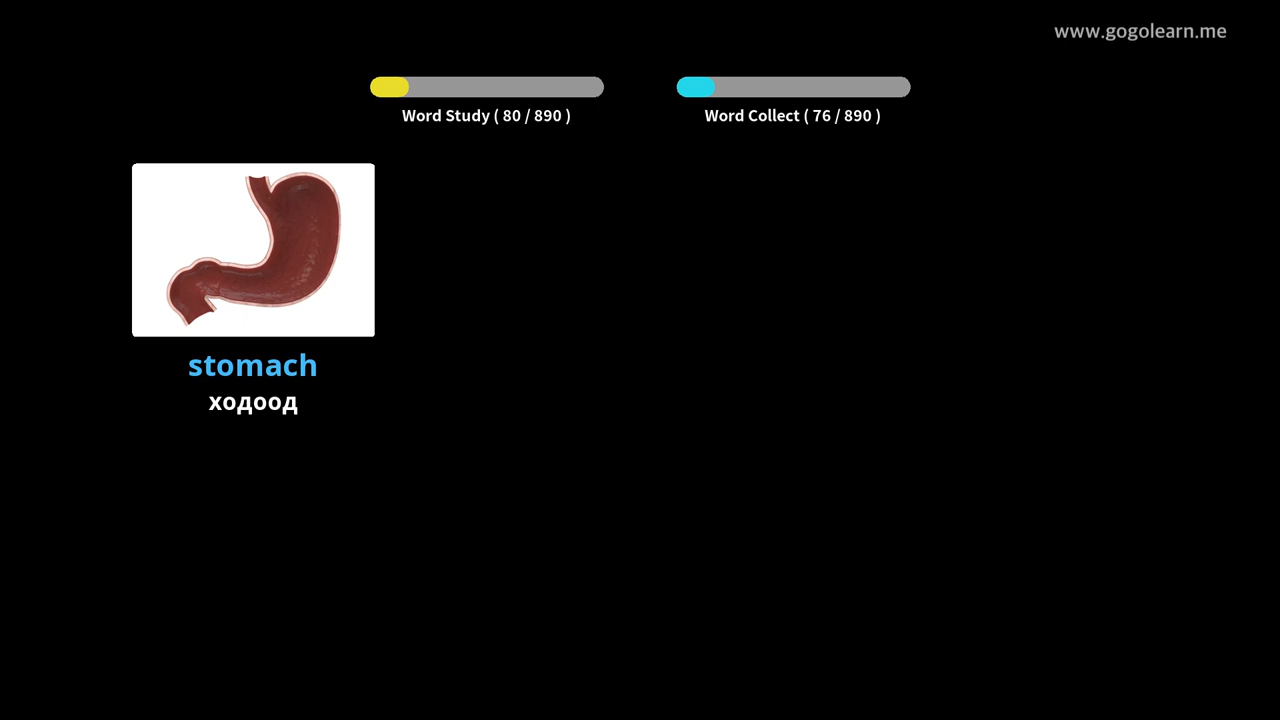 www.gogolearn.me
Word Study ( 80 / 890 )
Word Collect ( 76 / 890 )
stomach
ходоод